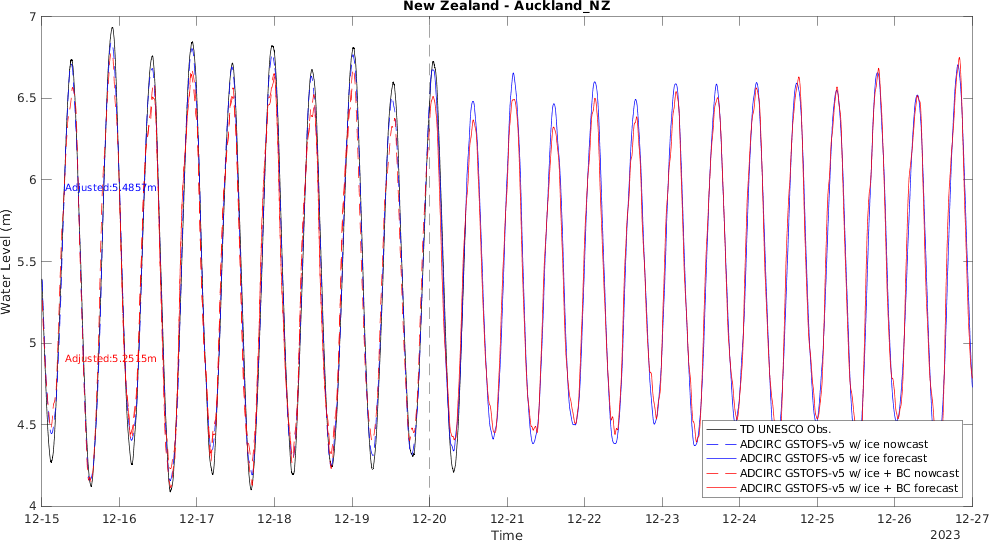 New Zealand - Auckland_NZ
7
6.5
6
5.5
5
4.5
4
Water Level (m)
Adjusted:5.4857m
Adjusted:5.2515m
TD UNESCO Obs.
ADCIRC GSTOFS-v5 w/ ice nowcast
ADCIRC GSTOFS-v5 w/ ice forecast
ADCIRC GSTOFS-v5 w/ ice + BC nowcast
ADCIRC GSTOFS-v5 w/ ice + BC forecast
12-15 12-16 12-17 12-18 12-19 12-20 12-21 12-22 12-23 12-24 12-25 12-26 12-27
Time
2023